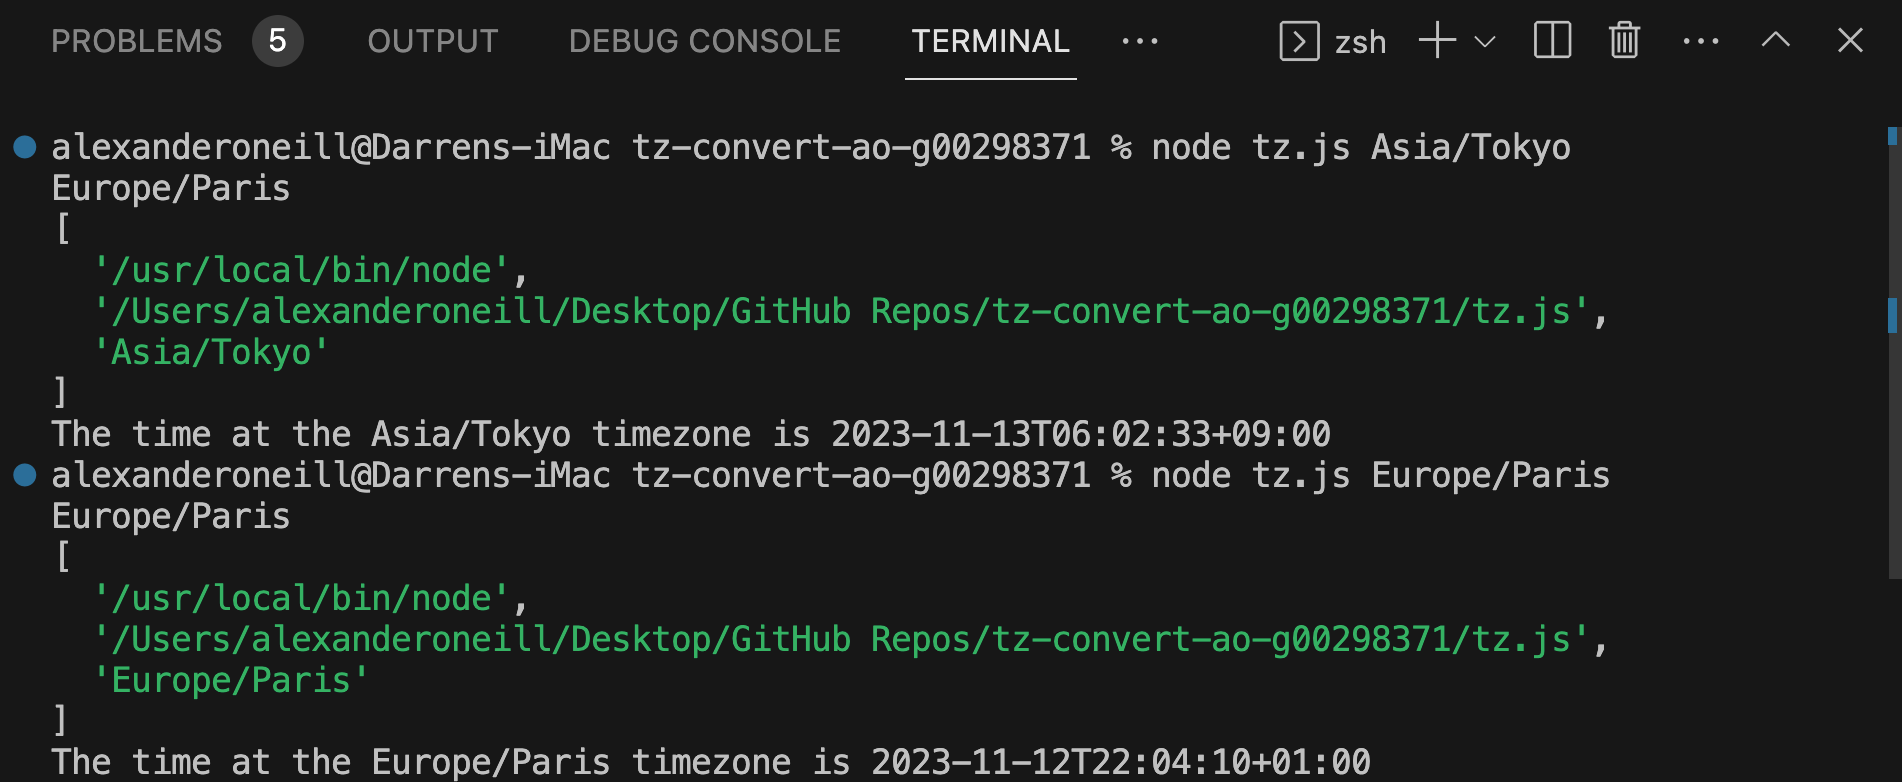 PROBLEMS 5 OUTPUT DEBUG CONSOLE TERMINAL ··· zsh ···
alexanderoneill@Darrens-iMac tz-convert-ao-g00298371 % node tz.js Asia/Tokyo
Europe/Paris
[
  '/usr/local/bin/node',
  '/Users/alexanderoneill/Desktop/GitHub Repos/tz-convert-ao-g00298371/tz.js',
  'Asia/Tokyo'
]
The time at the Asia/Tokyo timezone is 2023-11-13T06:02:33+09:00
alexanderoneill@Darrens-iMac tz-convert-ao-g00298371 % node tz.js Europe/Paris
Europe/Paris
[
  '/usr/local/bin/node',
  '/Users/alexanderoneill/Desktop/GitHub Repos/tz-convert-ao-g00298371/tz.js',
  'Europe/Paris'
]
The time at the Europe/Paris timezone is 2023-11-12T22:04:10+01:00